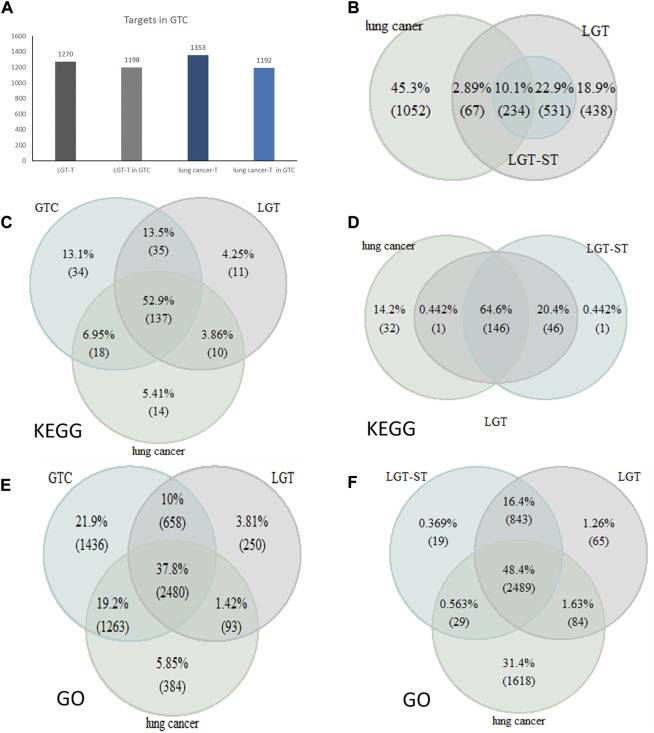 A
Targets in GTC
1600
1400
1200
1000
800
600
400
200
0
1270
1198
1353
1192
LGT-T
LGT-T in GTC
lung cancer-T
lung cancer-T in GTC
B
lung cancer
LGT
45.3%
(1052)
2.89%
(67)
10.1%
(234)
22.9%
(531)
18.9%
(438)
LGT-ST
C
GTC
LGT
13.5%
(35)
13.1%
(34)
4.25%
(11)
52.9%
(137)
6.95%
(18)
3.86%
(10)
5.41%
(14)
KEGG
lung cancer
D
lung cancer
LGT-ST
14.2%
(32)
0.442%
(1)
64.6%
(146)
20.4%
(46)
0.442%
(1)
LGT
KEGG
E
GTC
LGT
10%
(658)
21.9%
(1436)
3.81%
(250)
37.8%
(2480)
19.2%
(1263)
1.42%
(93)
5.85%
(384)
GO
lung cancer
F
LGT-ST
LGT
16.4%
(843)
0.369%
(19)
1.26%
(65)
48.4%
(2489)
0.563%
(29)
1.63%
(84)
31.4%
(1618)
GO
lung cancer